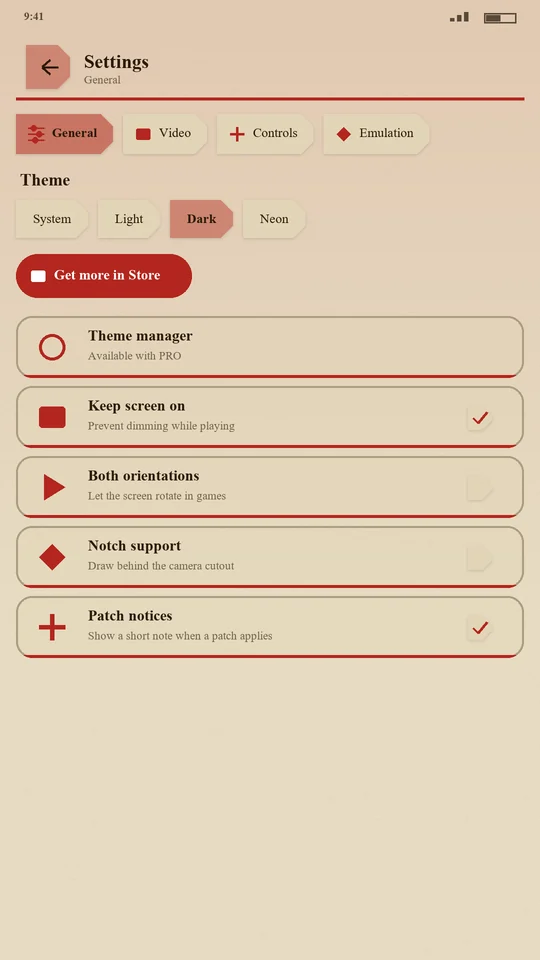 9:41
Settings
General
General
Video
Controls
Emulation
Theme
System
Light
Dark
Neon
Get more in Store
Theme manager
Available with PRO
Keep screen on
Prevent dimming while playing
Both orientations
Let the screen rotate in games
Notch support
Draw behind the camera cutout
Patch notices
Show a short note when a patch applies